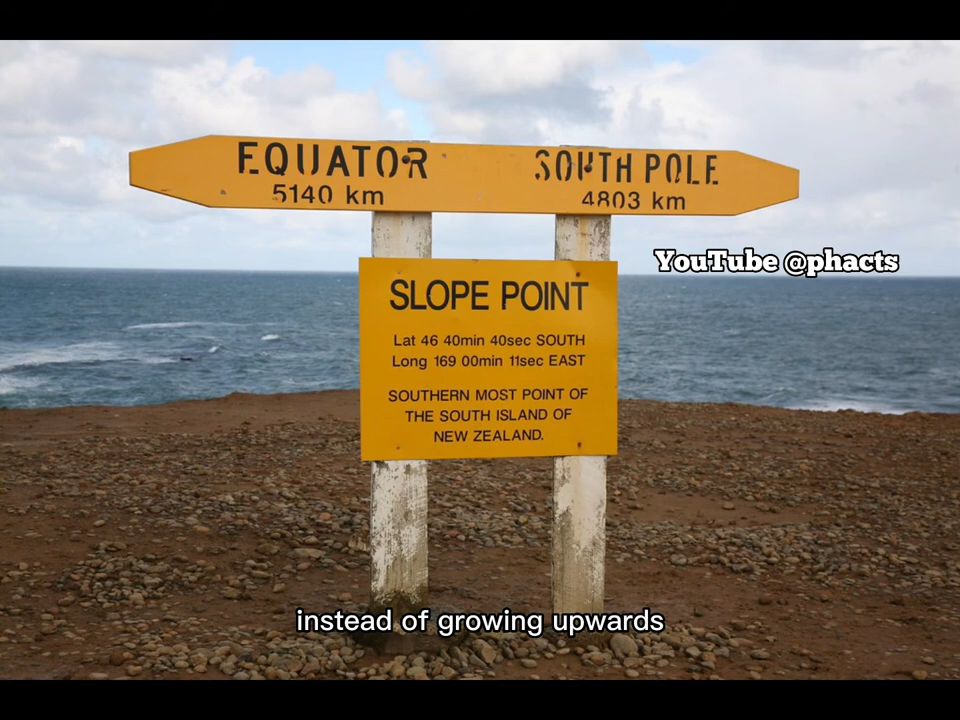 EQUATOR
5140 km
SOUTH POLE
4803 km
YouTube @phacts
SLOPE POINT
Lat 46 40min 40sec SOUTH
Long 169 00min 11sec EAST
SOUTHERN MOST POINT OF
THE SOUTH ISLAND OF
NEW ZEALAND.
instead of growing upwards